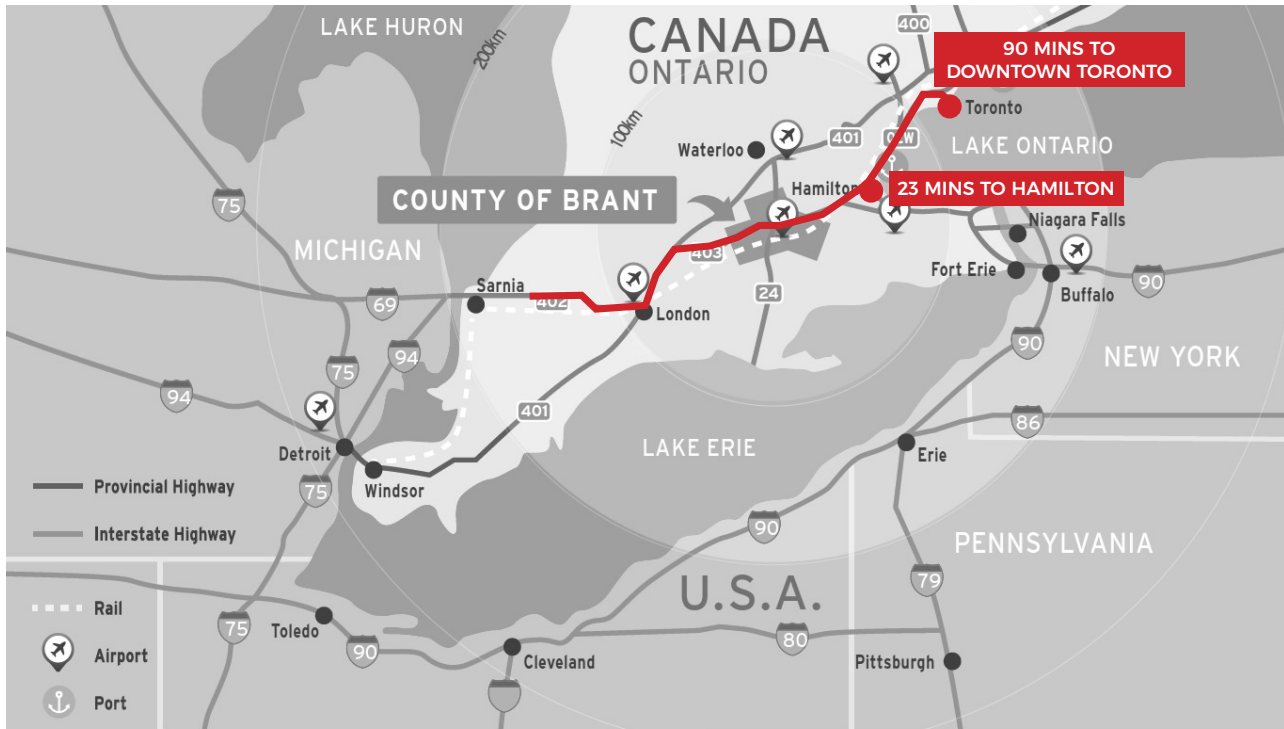 LAKE HURON
200km
CANADA
ONTARIO
400
90 MINS TO
DOWNTOWN TORONTO
Toronto
100km
Waterloo
401
QEW
LAKE ONTARIO
COUNTY OF BRANT
Hamilton
23 MINS TO HAMILTON
75
MICHIGAN
403
Niagara Falls
Sarnia
Fort Erie
Buffalo
90
69
402
London
24
94
75
94
90
NEW YORK
401
86
LAKE ERIE
Detroit
Erie
Windsor
75
Provincial Highway
Interstate Highway
90
PENNSYLVANIA
79
U.S.A.
Rail
Toledo
75
90
80
Airport
Cleveland
Pittsburgh
Port